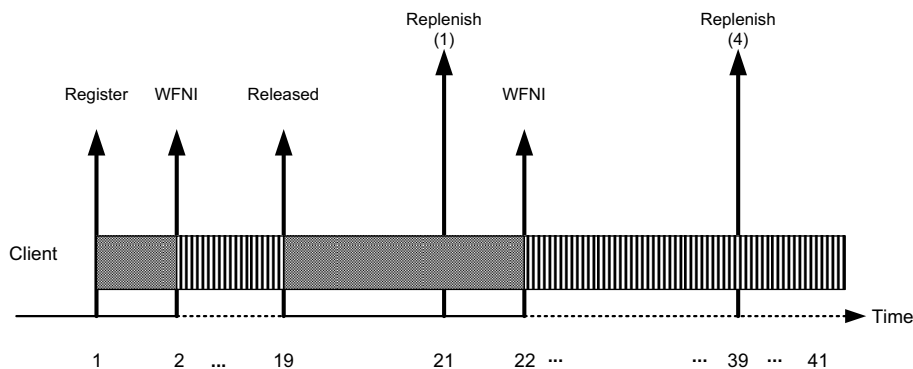 Replenish
(1)
Replenish
(4)
Register
WFNI
Released
WFNI
Client
Time
1
2
...
19
21
22
...
...
39
...
41